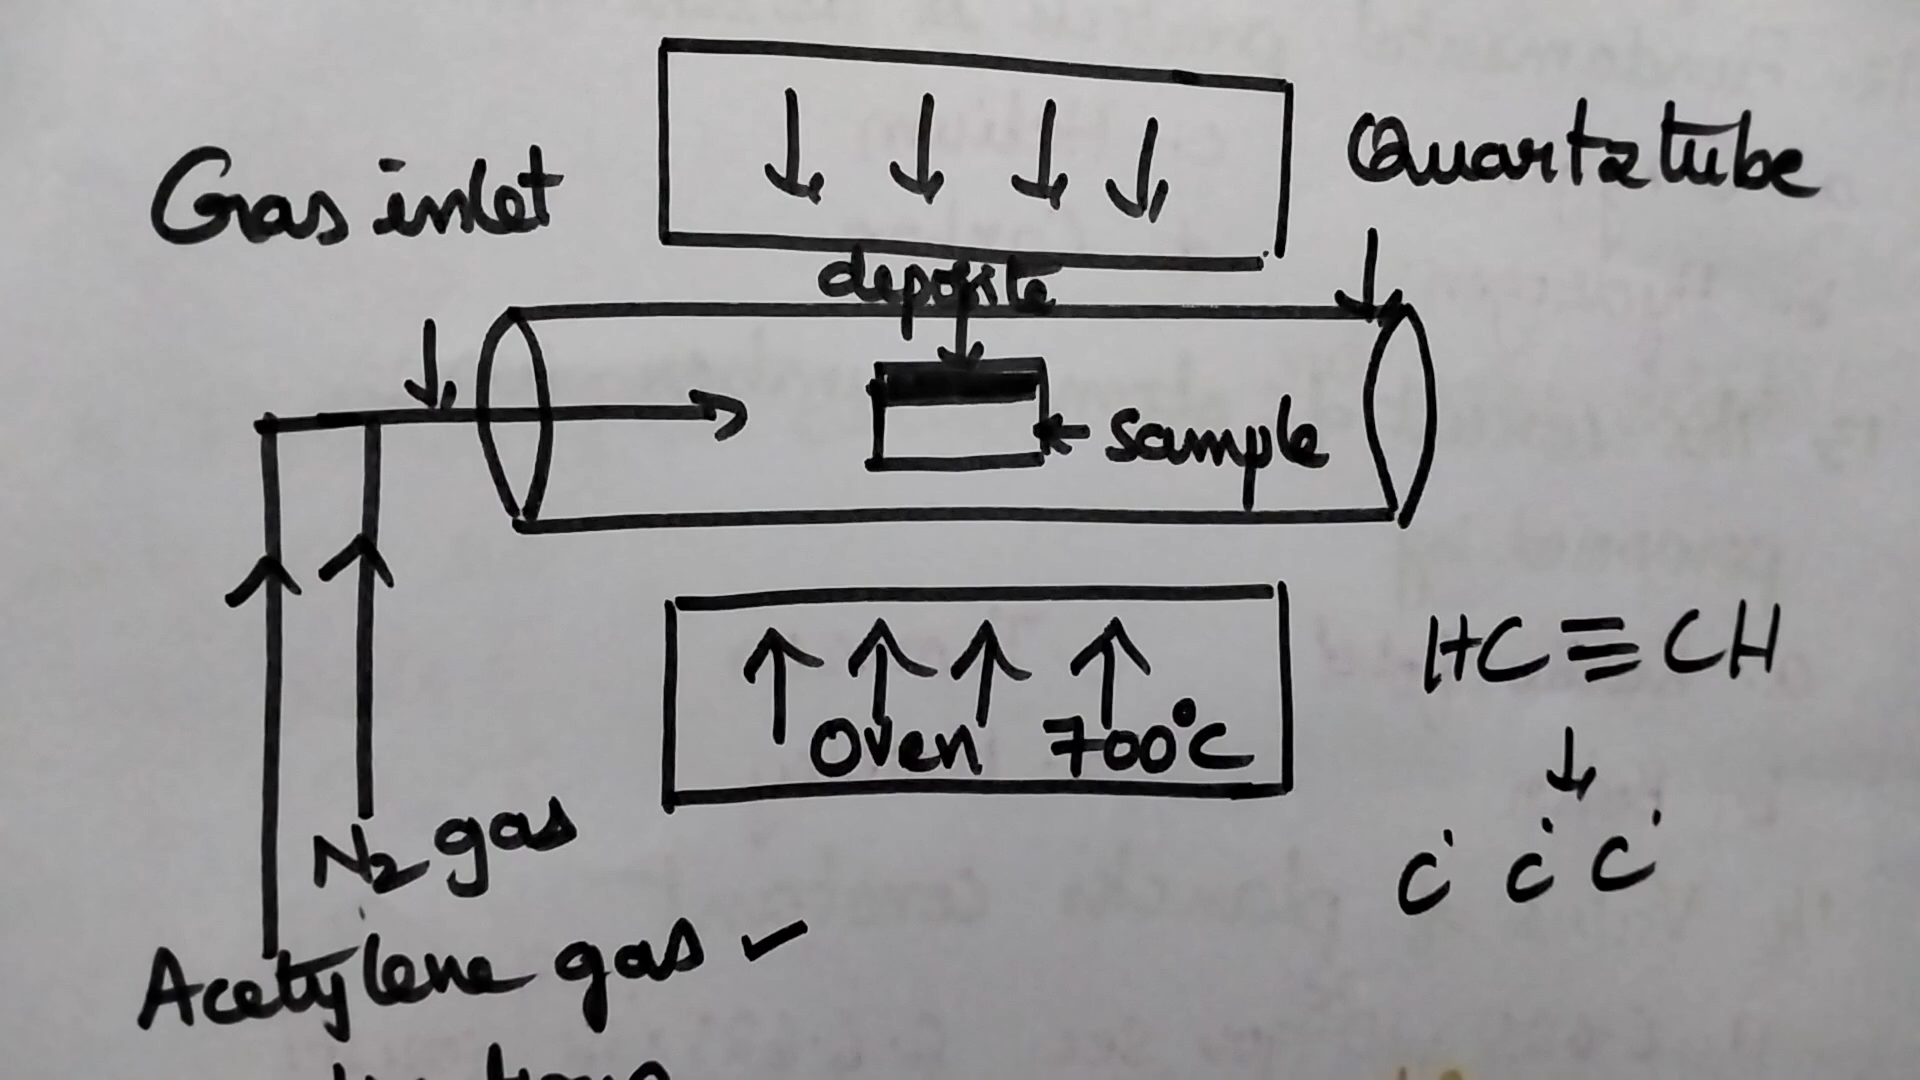 Gas inlet
Quartz tube
deposite
sample
Oven 700°C
HC≡CH
↓
C˙ C˙ C˙
N2 gas
Acetylene gas ✓